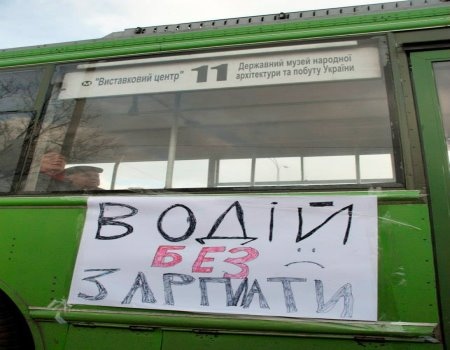 М "Виставковий центр" 11 Державний музей народної
архітектури та побуту України
ВОДІЙ
БЕЗ
ЗАРПЛАТИ